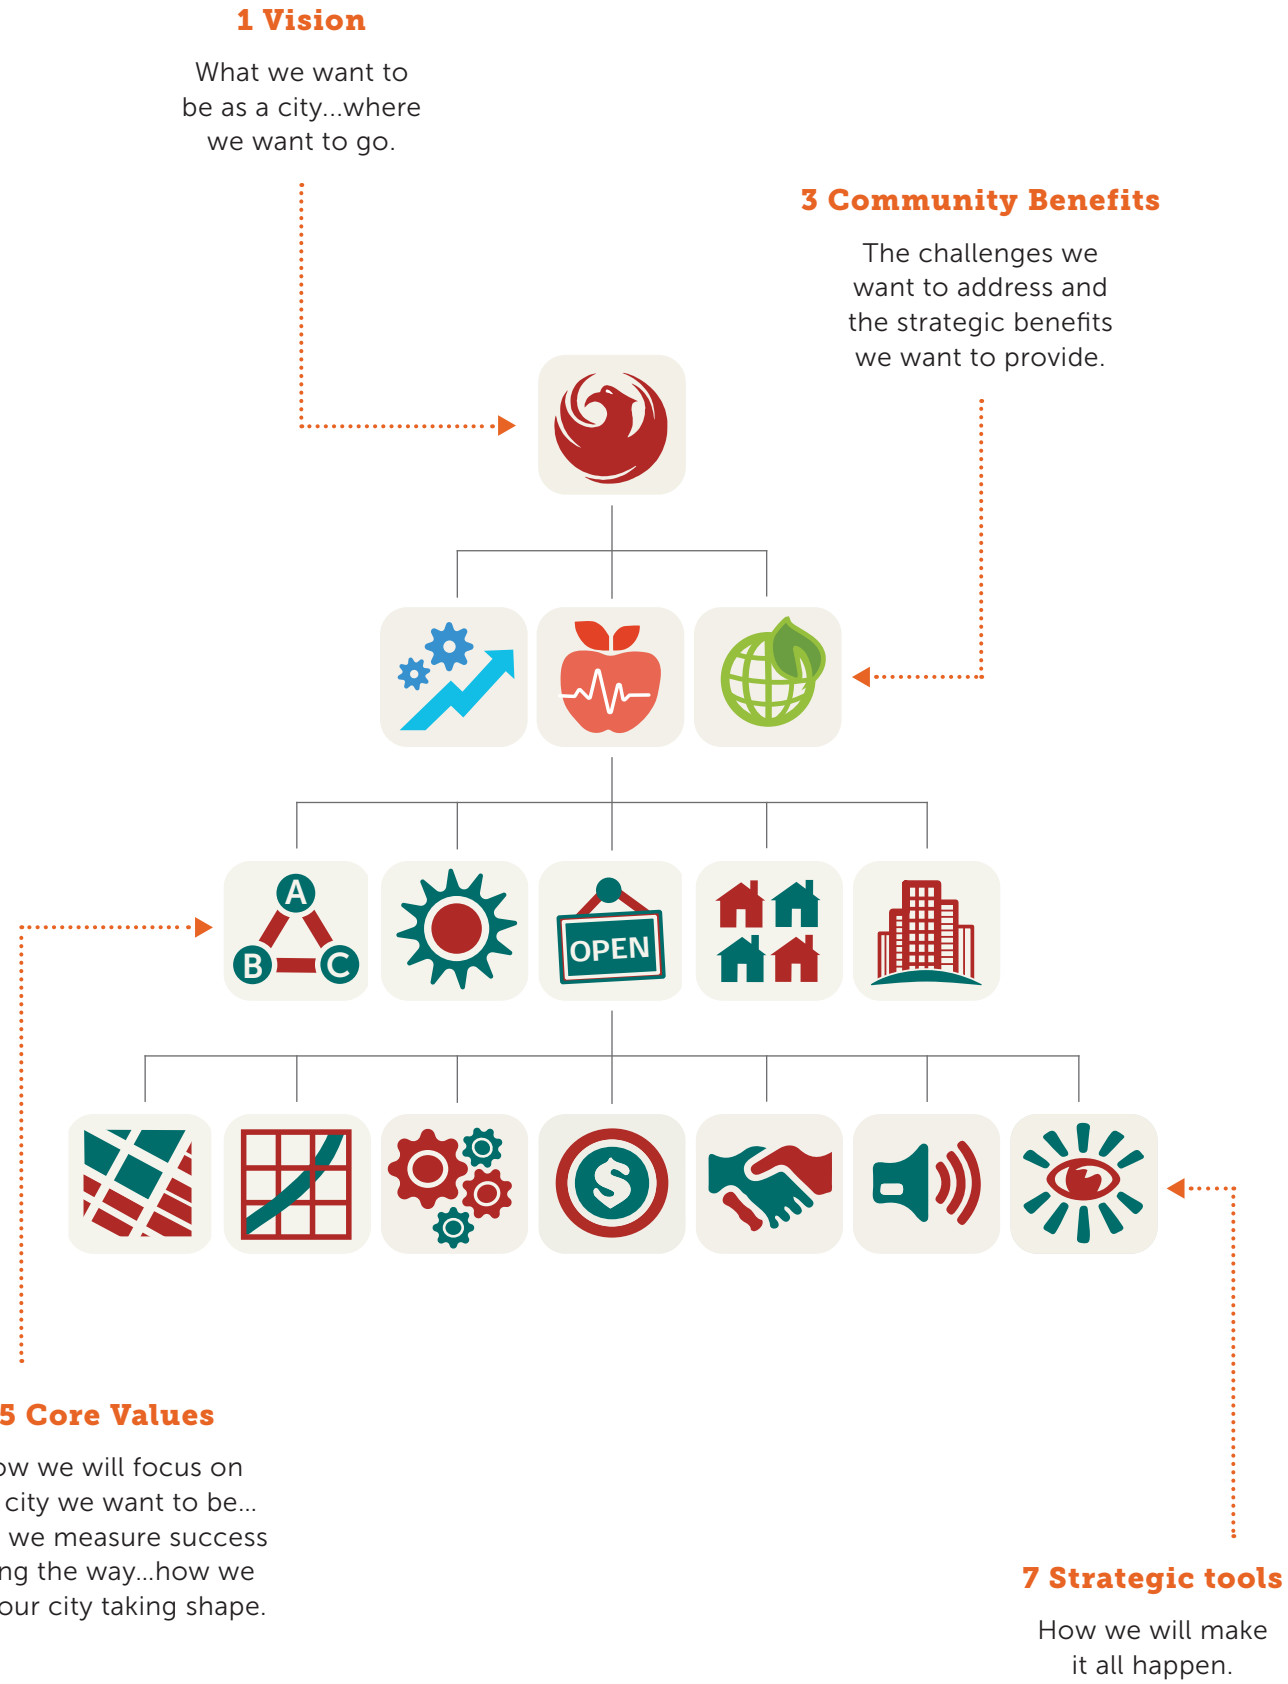 1 Vision
What we want to
be as a city...where
we want to go.
3 Community Benefits
The challenges we
want to address and
the strategic benefits
we want to provide.
A
B C
OPEN
$
5 Core Values
we will focus on
city we want to be...
we measure success
the way...how we
our city taking shape.
7 Strategic tools
How we will make
it all happen.